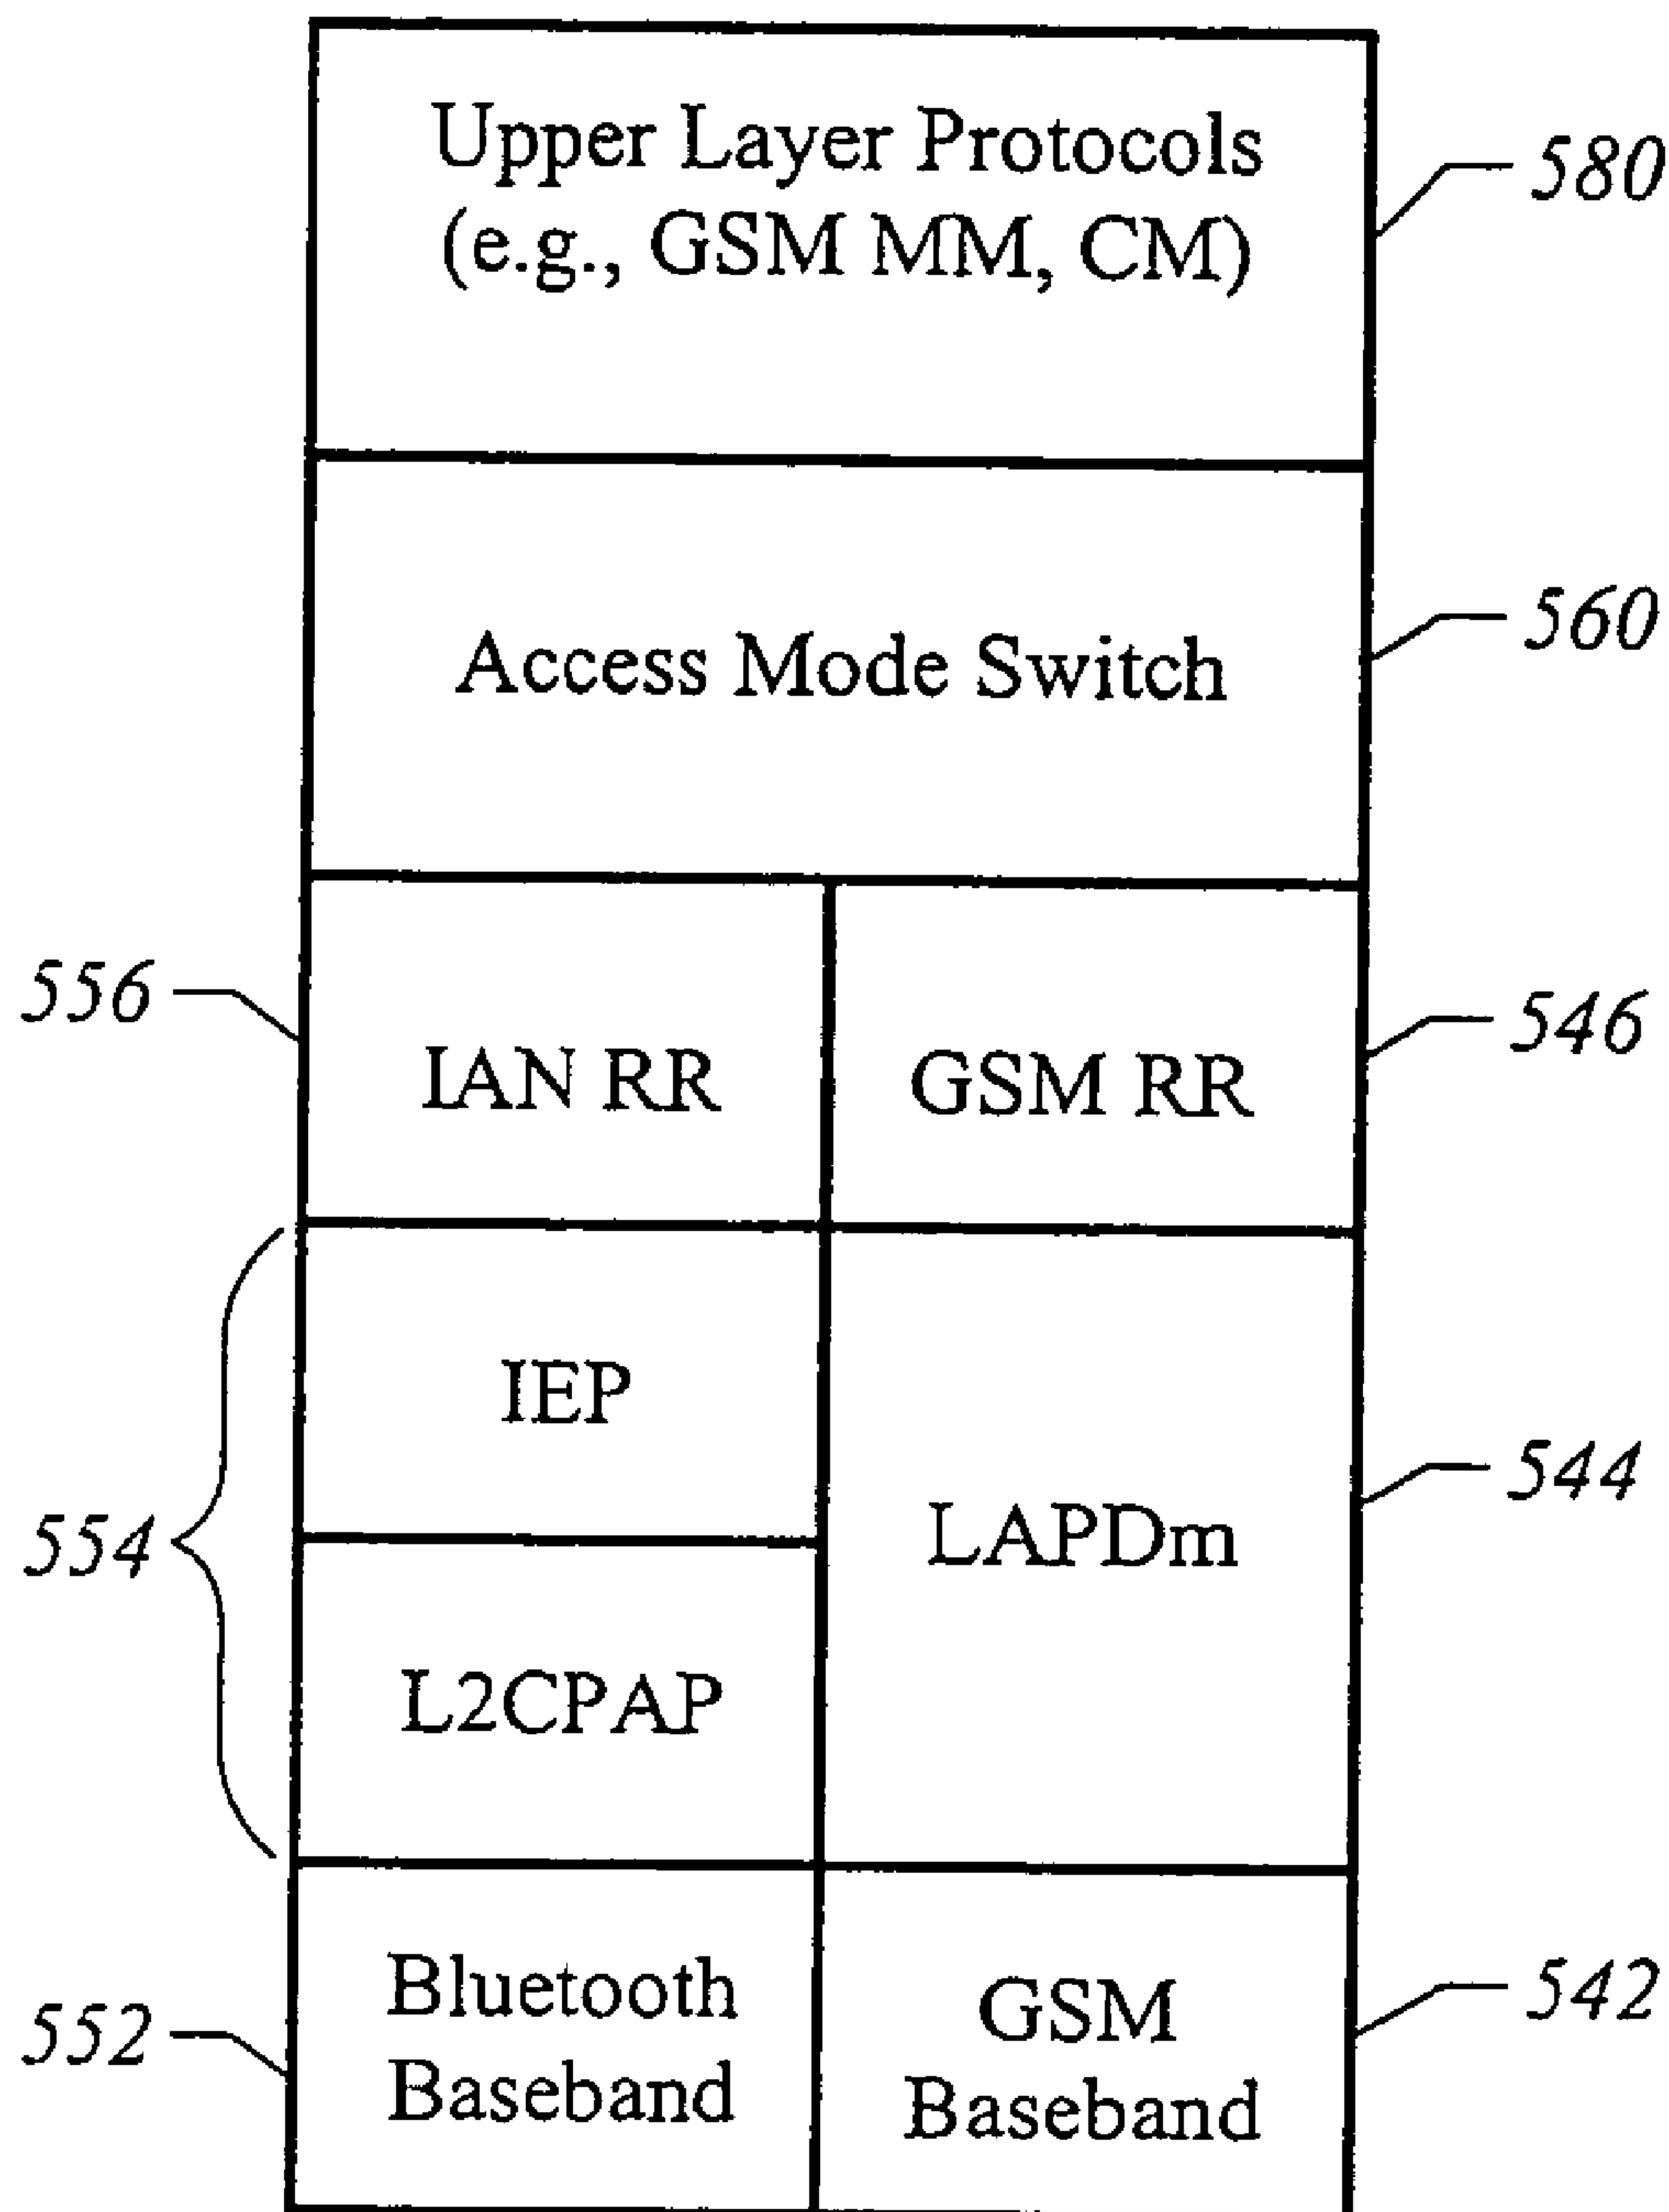 Upper Layer Protocols
(e.g., GSM MM, CM)
580
Access Mode Switch
560
556
IAN RR
GSM RR
546
IEP
554
L2CPAP
LAPDm
544
552
Bluetooth
Baseband
GSM
Baseband
542